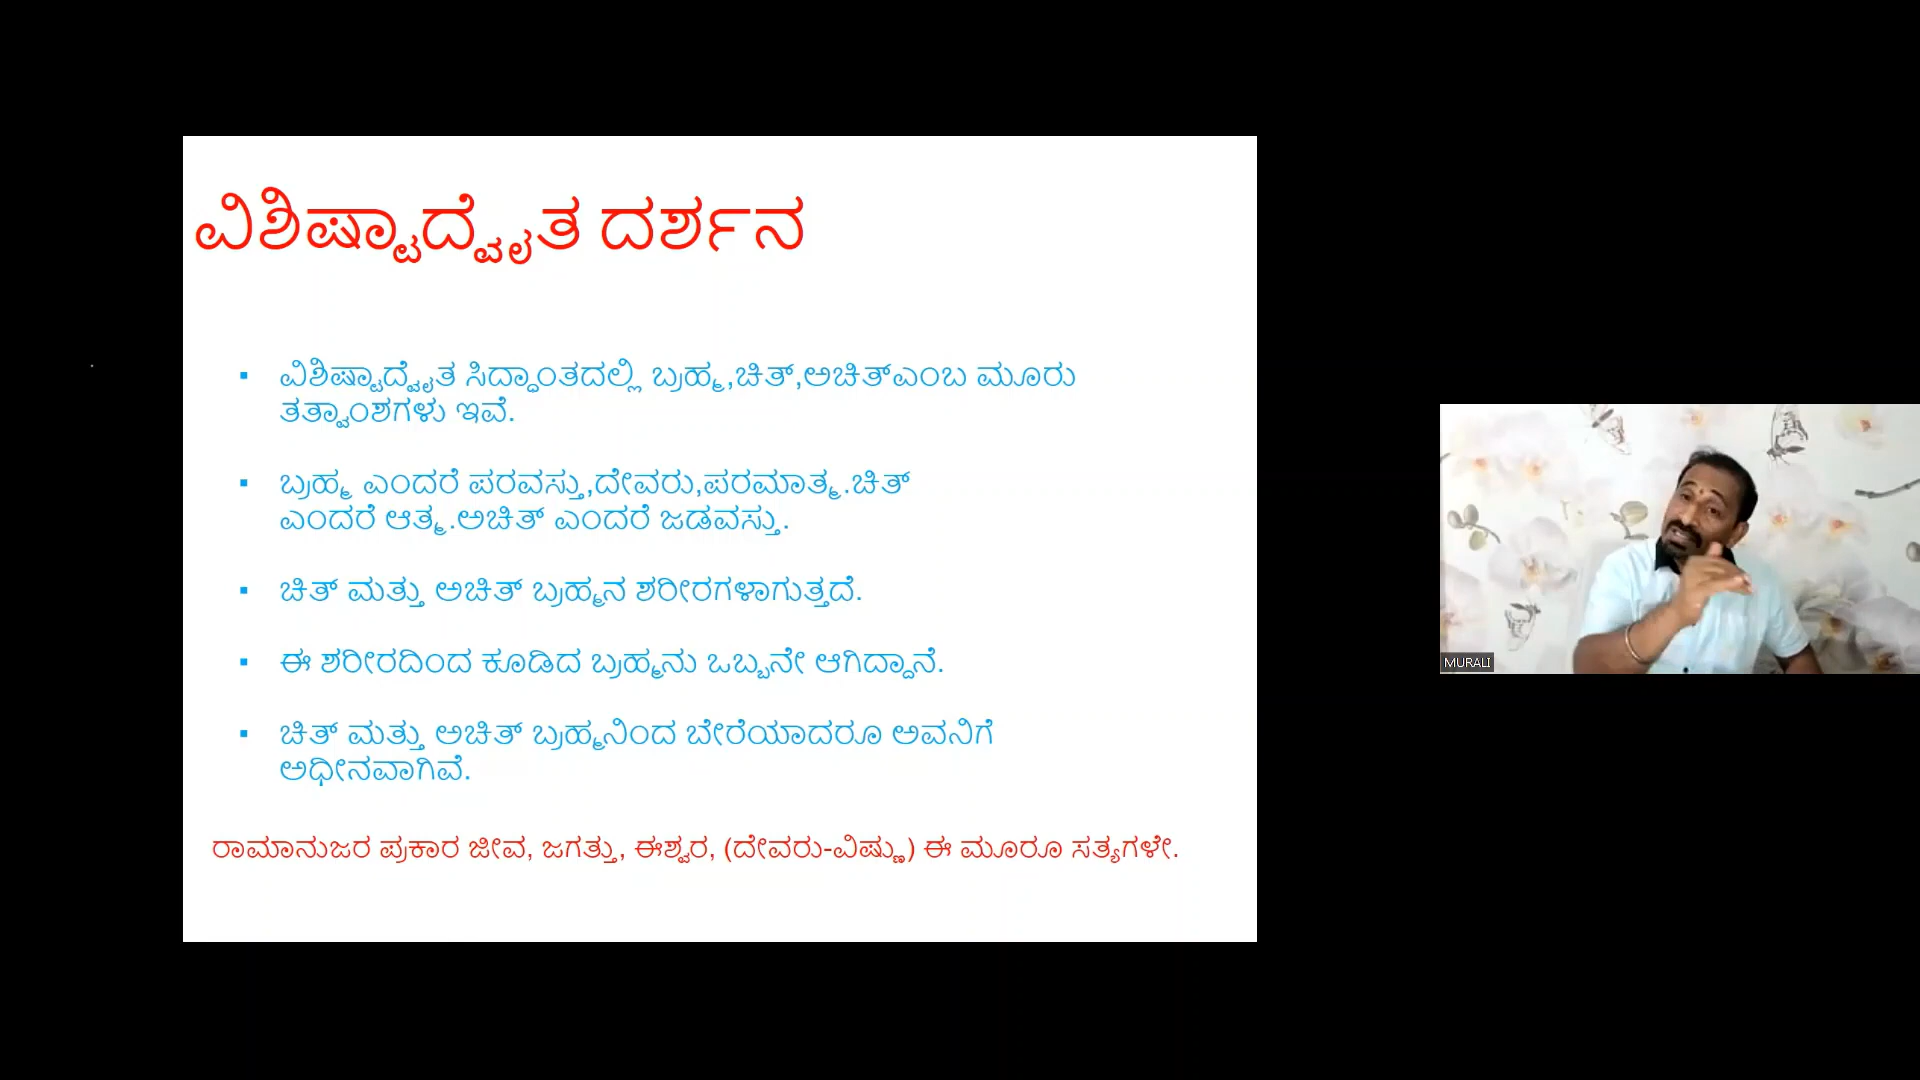 ವಿಶಿಷ್ಟಾದ್ವೈತ ದರ್ಶನ
▪ ವಿಶಿಷ್ಟಾದ್ವೈತ ಸಿದ್ಧಾಂತದಲ್ಲಿ ಬ್ರಹ್ಮ,ಚಿತ್,ಅಚಿತ್ಎಂಬ ಮೂರು
ತತ್ವಾಂಶಗಳು ಇವೆ.
▪ ಬ್ರಹ್ಮ ಎಂದರೆ ಪರವಸ್ತು,ದೇವರು,ಪರಮಾತ್ಮ.ಚಿತ್
ಎಂದರೆ ಆತ್ಮ.ಅಚಿತ್ ಎಂದರೆ ಜಡವಸ್ತು.
▪ ಚಿತ್ ಮತ್ತು ಅಚಿತ್ ಬ್ರಹ್ಮನ ಶರೀರಗಳಾಗುತ್ತದೆ.
▪ ಈ ಶರೀರದಿಂದ ಕೂಡಿದ ಬ್ರಹ್ಮನು ಒಬ್ಬನೇ ಆಗಿದ್ದಾನೆ.
▪ ಚಿತ್ ಮತ್ತು ಅಚಿತ್ ಬ್ರಹ್ಮನಿಂದ ಬೇರೆಯಾದರೂ ಅವನಿಗೆ
ಅಧೀನವಾಗಿವೆ.
ರಾಮಾನುಜರ ಪ್ರಕಾರ ಜೀವ, ಜಗತ್ತು, ಈಶ್ವರ, (ದೇವರು-ವಿಷ್ಣು) ಈ ಮೂರೂ ಸತ್ಯಗಳೇ.
MURALI